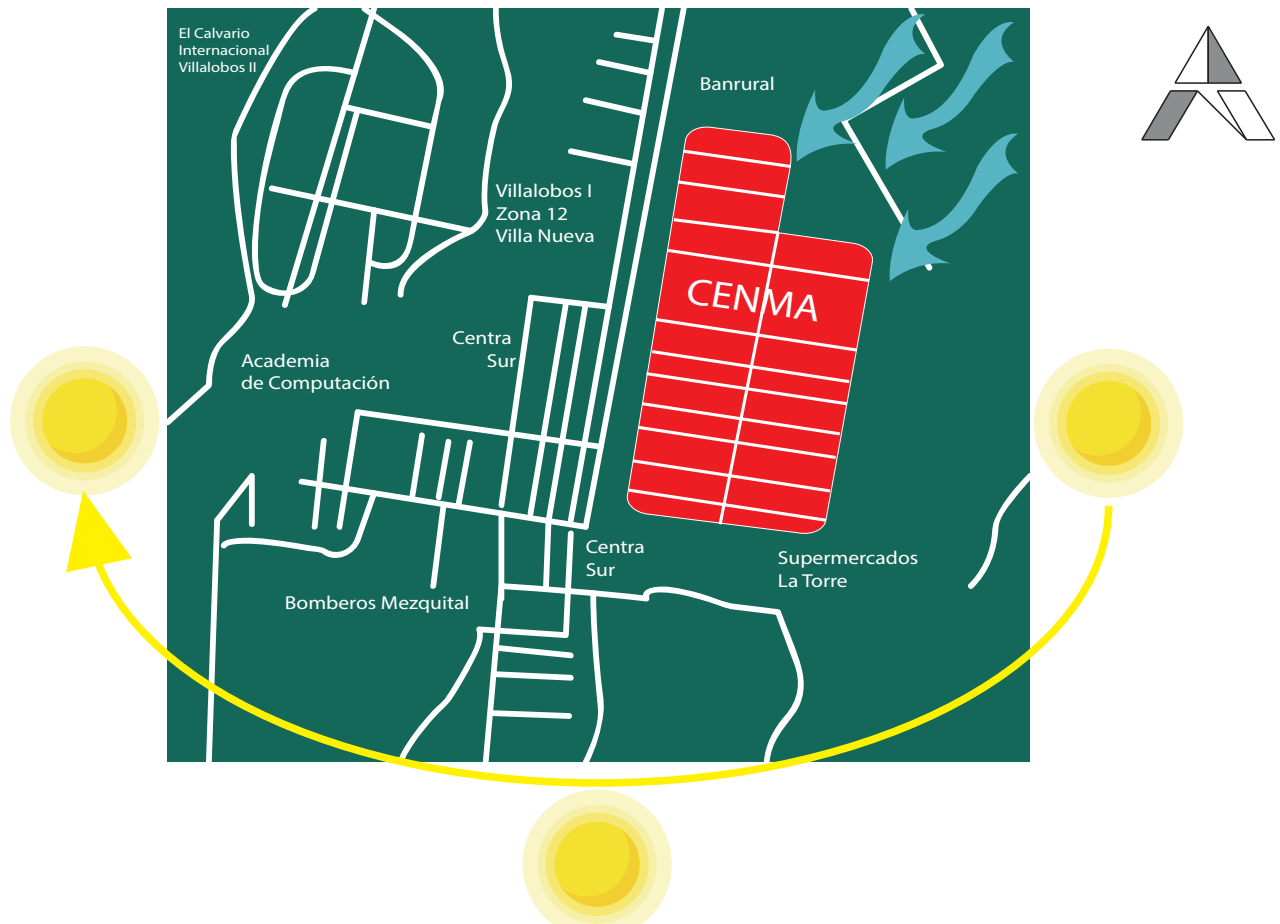 El Calvario
Internacional
Villalobos II
Banrural
Villalobos I
Zona 12
Villa Nueva
CENMA
Centra
Sur
Academia
de Computación
Centra
Sur
Supermercados
La Torre
Bomberos Mezquital